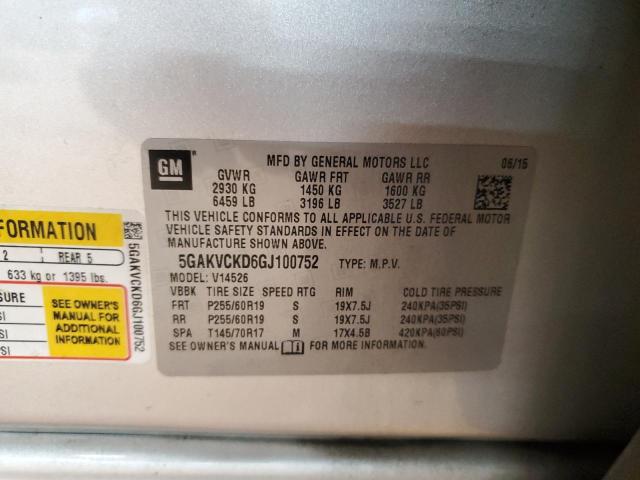 GM
MFD BY GENERAL MOTORS LLC 06/15
GVWR GAWR FRT GAWR RR
2930 KG 1450 KG 1600 KG
6459 LB 3196 LB 3527 LB
THIS VEHICLE CONFORMS TO ALL APPLICABLE U.S. FEDERAL MOTOR
VEHICLE SAFETY STANDARDS IN EFFECT ON THE DATE OF
MANUFACTURE SHOWN ABOVE.
5GAKVCKD6GJ100752 TYPE: M.P.V.
MODEL: V14526
VBBK TIRE SIZE SPEED RTG RIM COLD TIRE PRESSURE
FRT P255/60R19 S 19X7.5J 240KPA(35PSI)
RR P255/60R19 S 19X7.5J 240KPA(35PSI)
SPA T145/70R17 M 17X4.5B 420KPA(60PSI)
SEE OWNER'S MANUAL FOR MORE INFORMATION.
FORMATION
2 REAR 5
633 kg or 1395 lbs.
SURE
SI
PSI
PSI
SEE OWNER'S
MANUAL FOR
ADDITIONAL
INFORMATION
5GAKVCKD6GJ100752